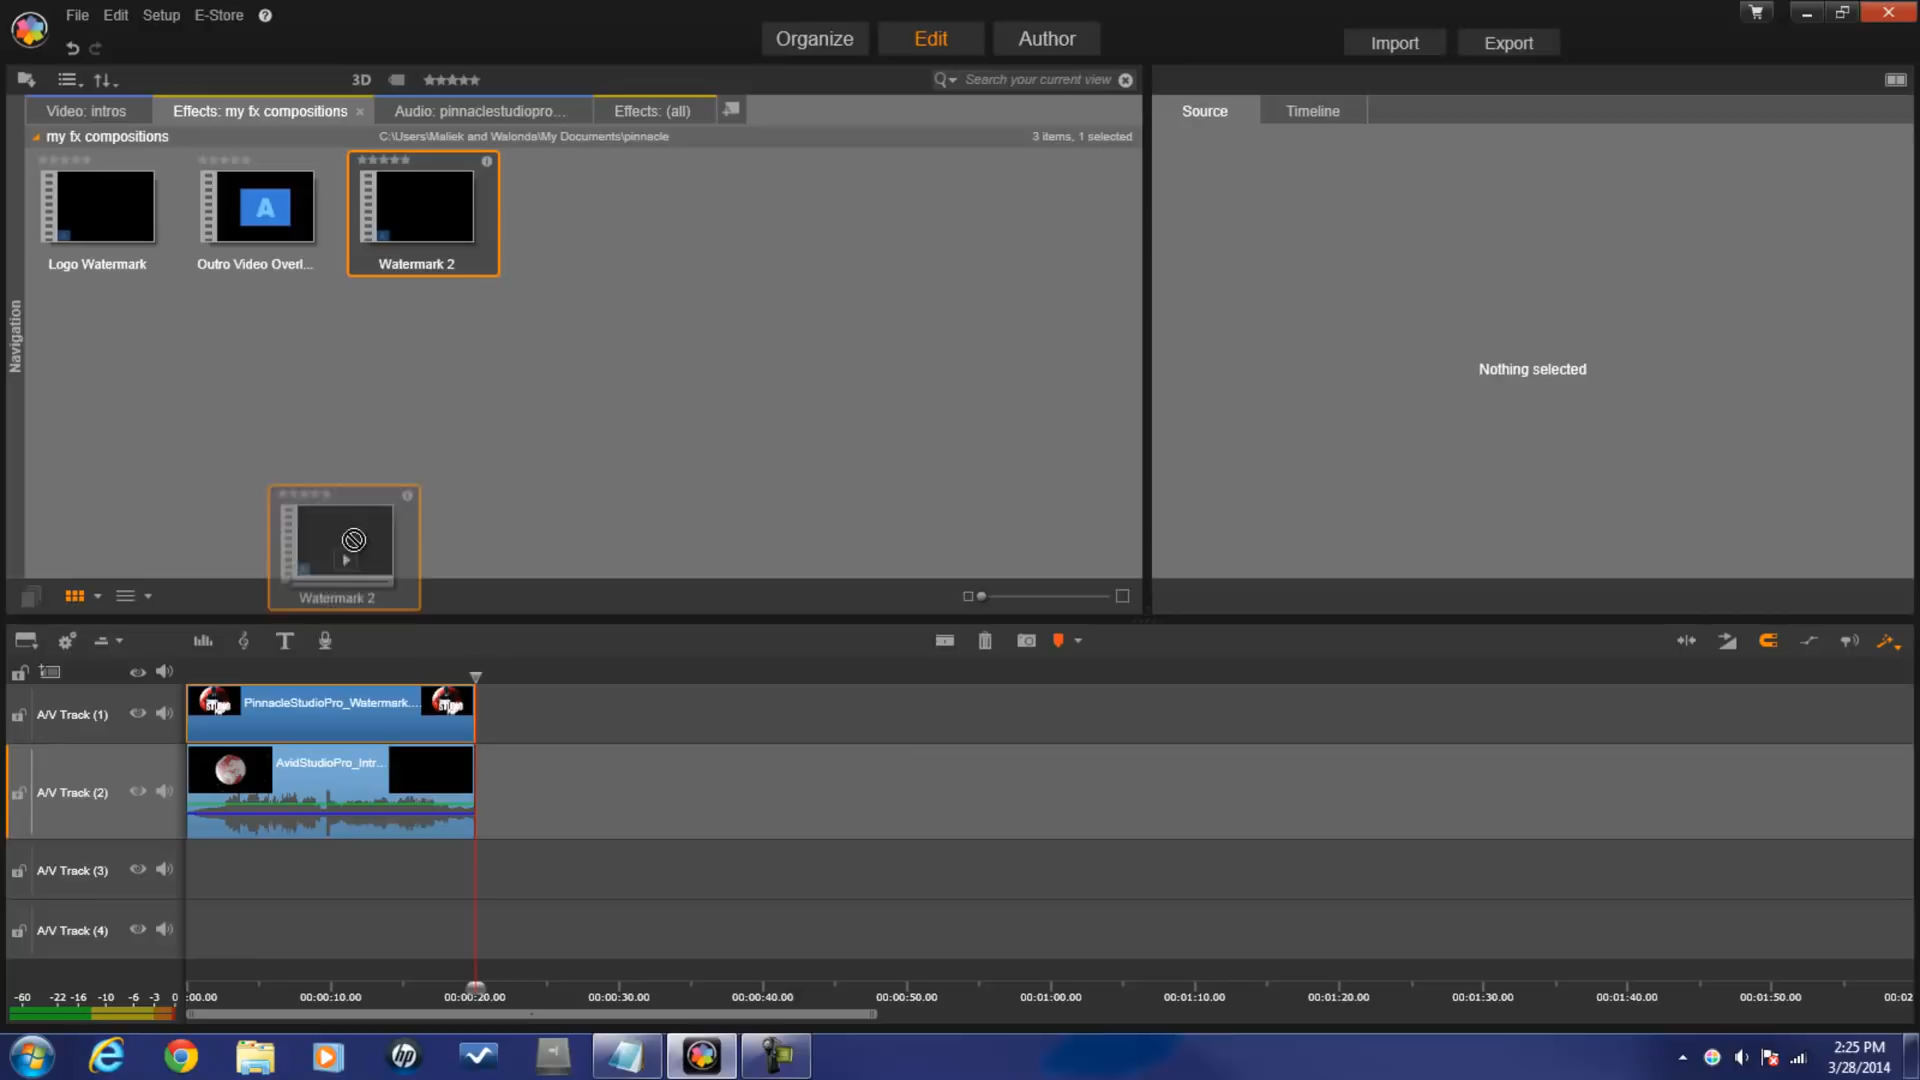 File Edit Setup E-Store ?
Organize Edit Author
Import Export
3D
Search your current view
Video: intros
Effects: my fx compositions
Audio: pinnaclestudiopro...
Effects: (all)
Source Timeline
my fx compositions
C:\Users\Maliek and Walonda\My Documents\pinnacle
3 items, 1 selected
Logo Watermark
A
Outro Video Overl...
Watermark 2
Navigation
Nothing selected
Watermark 2
A/V Track (1)
STUDIO
PinnacleStudioPro_Watermark....
STUDIO
A/V Track (2)
AvidStudioPro_Intr...
A/V Track (3)
A/V Track (4)
-60 -22 -16 -10 -6 -3 0
:00.00 00:00:10.00 00:00:20.00 00:00:30.00 00:00:40.00 00:00:50.00 00:01:00.00 00:01:10.00 00:01:20.00 00:01:30.00 00:01:40.00 00:01:50.00 00:02
hp
2:25 PM
3/28/2014